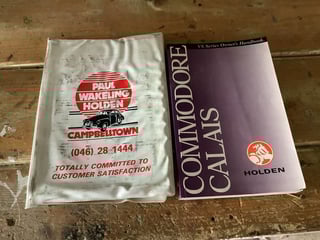 PAUL
WAKELING
HOLDEN
CAMPBELLTOWN
(046) 28 1444
TOTALLY COMMITTED TO
CUSTOMER SATISFACTION
VS Series Owner's Handbook
COMMODORE
CALAIS
HOLDEN